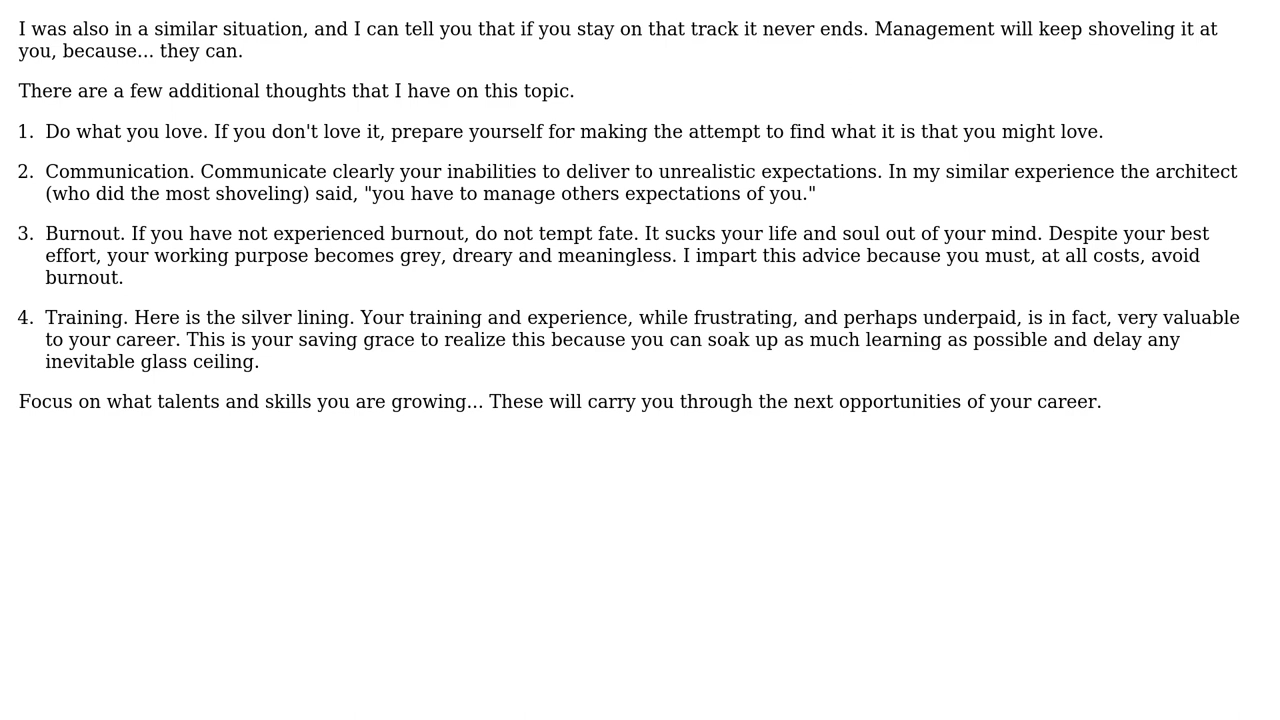 I was also in a similar situation, and I can tell you that if you stay on that track it never ends. Management will keep shoveling it at
you, because... they can.
There are a few additional thoughts that I have on this topic.
1. Do what you love. If you don't love it, prepare yourself for making the attempt to find what it is that you might love.
2. Communication. Communicate clearly your inabilities to deliver to unrealistic expectations. In my similar experience the architect
(who did the most shoveling) said, "you have to manage others expectations of you."
3. Burnout. If you have not experienced burnout, do not tempt fate. It sucks your life and soul out of your mind. Despite your best
effort, your working purpose becomes grey, dreary and meaningless. I impart this advice because you must, at all costs, avoid
burnout.
4. Training. Here is the silver lining. Your training and experience, while frustrating, and perhaps underpaid, is in fact, very valuable
to your career. This is your saving grace to realize this because you can soak up as much learning as possible and delay any
inevitable glass ceiling.
Focus on what talents and skills you are growing... These will carry you through the next opportunities of your career.